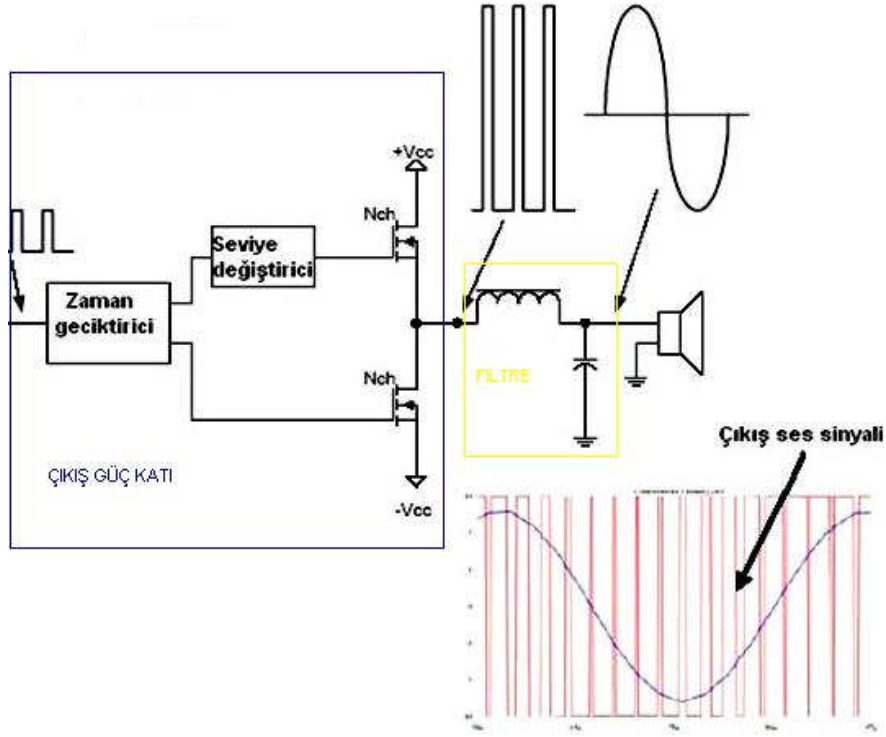 +Vcc
Nch
Seviye
değiştirici
Zaman
geciktirici
Nch
FILTRE
ÇIKIŞ GÜÇ KATI
-Vcc
Çıkış ses sinyali